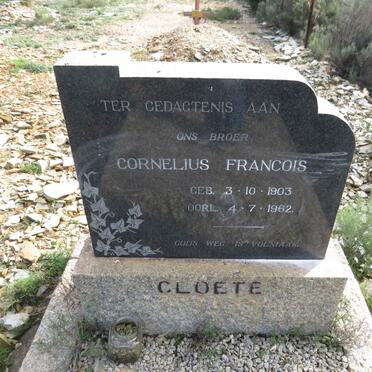 TER GEDAGTENIS AAN
ONS BROER
CORNELIUS FRANCOIS
GEB. 3·10·1903
OORL. 4·7·1962.
GODS WEG IS VOLMAAK
CLOETE